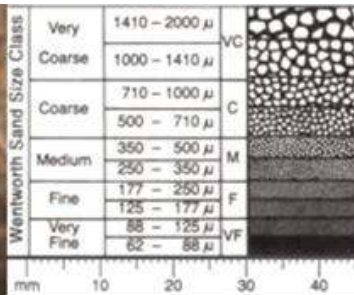 Wentworth Sand Size Class
Very Coarse
1410 – 2000 µ
1000 – 1410 µ
VC
Coarse
710 – 1000 µ
500 – 710 µ
C
Medium
350 – 500 µ
250 – 350 µ
M
Fine
177 – 250 µ
125 – 177 µ
F
Very Fine
88 – 125 µ
62 – 88 µ
VF
mm 10 20 30 40